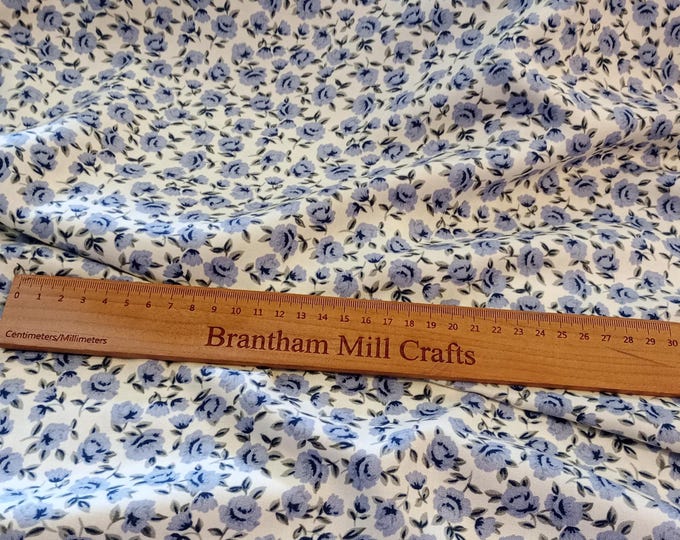 0 1 2 3 4 5 6 7 8 9 10 11 12 13 14 15 16 17 18 19 20 21 22 23 24 25 26 27 28 29 30
Centimeters/Millimeters
Brantham Mill Crafts